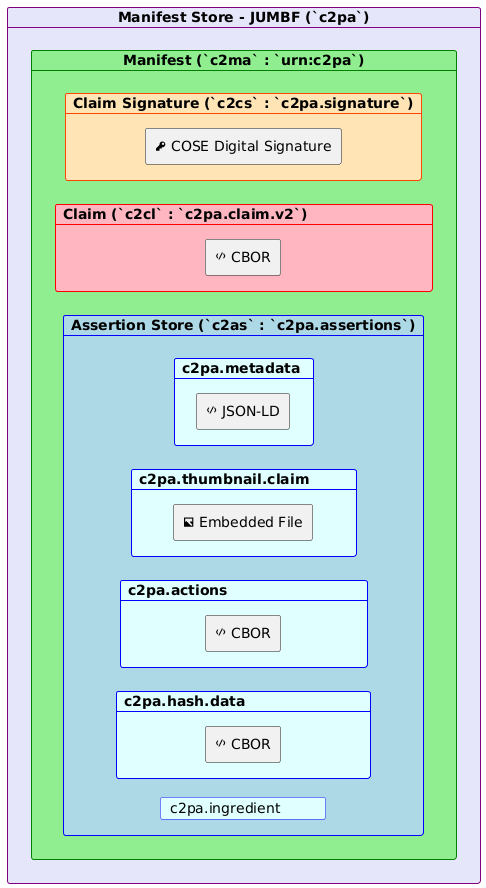 Manifest Store - JUMBF (`c2pa`)
Manifest (`c2ma` : `urn:c2pa`)
Claim Signature (`c2cs` : `c2pa.signature`)
COSE Digital Signature
Claim (`c2cl` : `c2pa.claim.v2`)
CBOR
Assertion Store (`c2as` : `c2pa.assertions`)
c2pa.metadata
JSON-LD
c2pa.thumbnail.claim
Embedded File
c2pa.actions
CBOR
c2pa.hash.data
CBOR
c2pa.ingredient